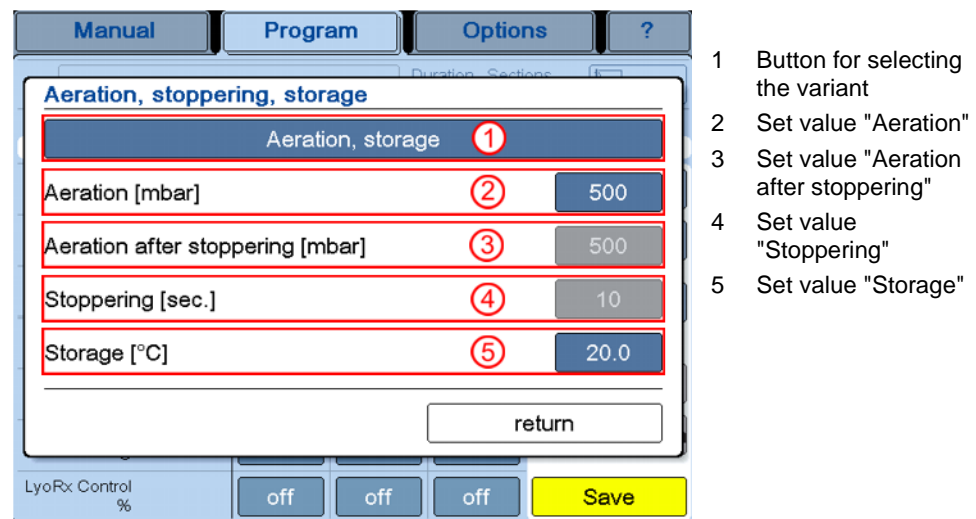 Manual Program Options ?
Duration Sections
Aeration, stoppering, storage
Aeration, storage 1
Aeration [mbar] 2 500
Aeration after stoppering [mbar] 3 500
Stoppering [sec.] 4 10
Storage [°C] 5 20.0
return
LyoRx Control
% off off off Save
1 Button for selecting
the variant
2 Set value "Aeration"
3 Set value "Aeration
after stoppering"
4 Set value
"Stoppering"
5 Set value "Storage"